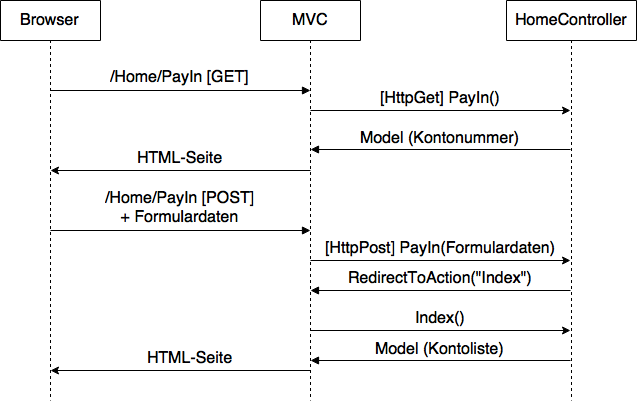 Browser
MVC
HomeController
/Home/PayIn [GET]
[HttpGet] PayIn()
Model (Kontonummer)
HTML-Seite
/Home/PayIn [POST]
+ Formulardaten
[HttpPost] PayIn(Formulardaten)
RedirectToAction("Index")
Index()
Model (Kontoliste)
HTML-Seite